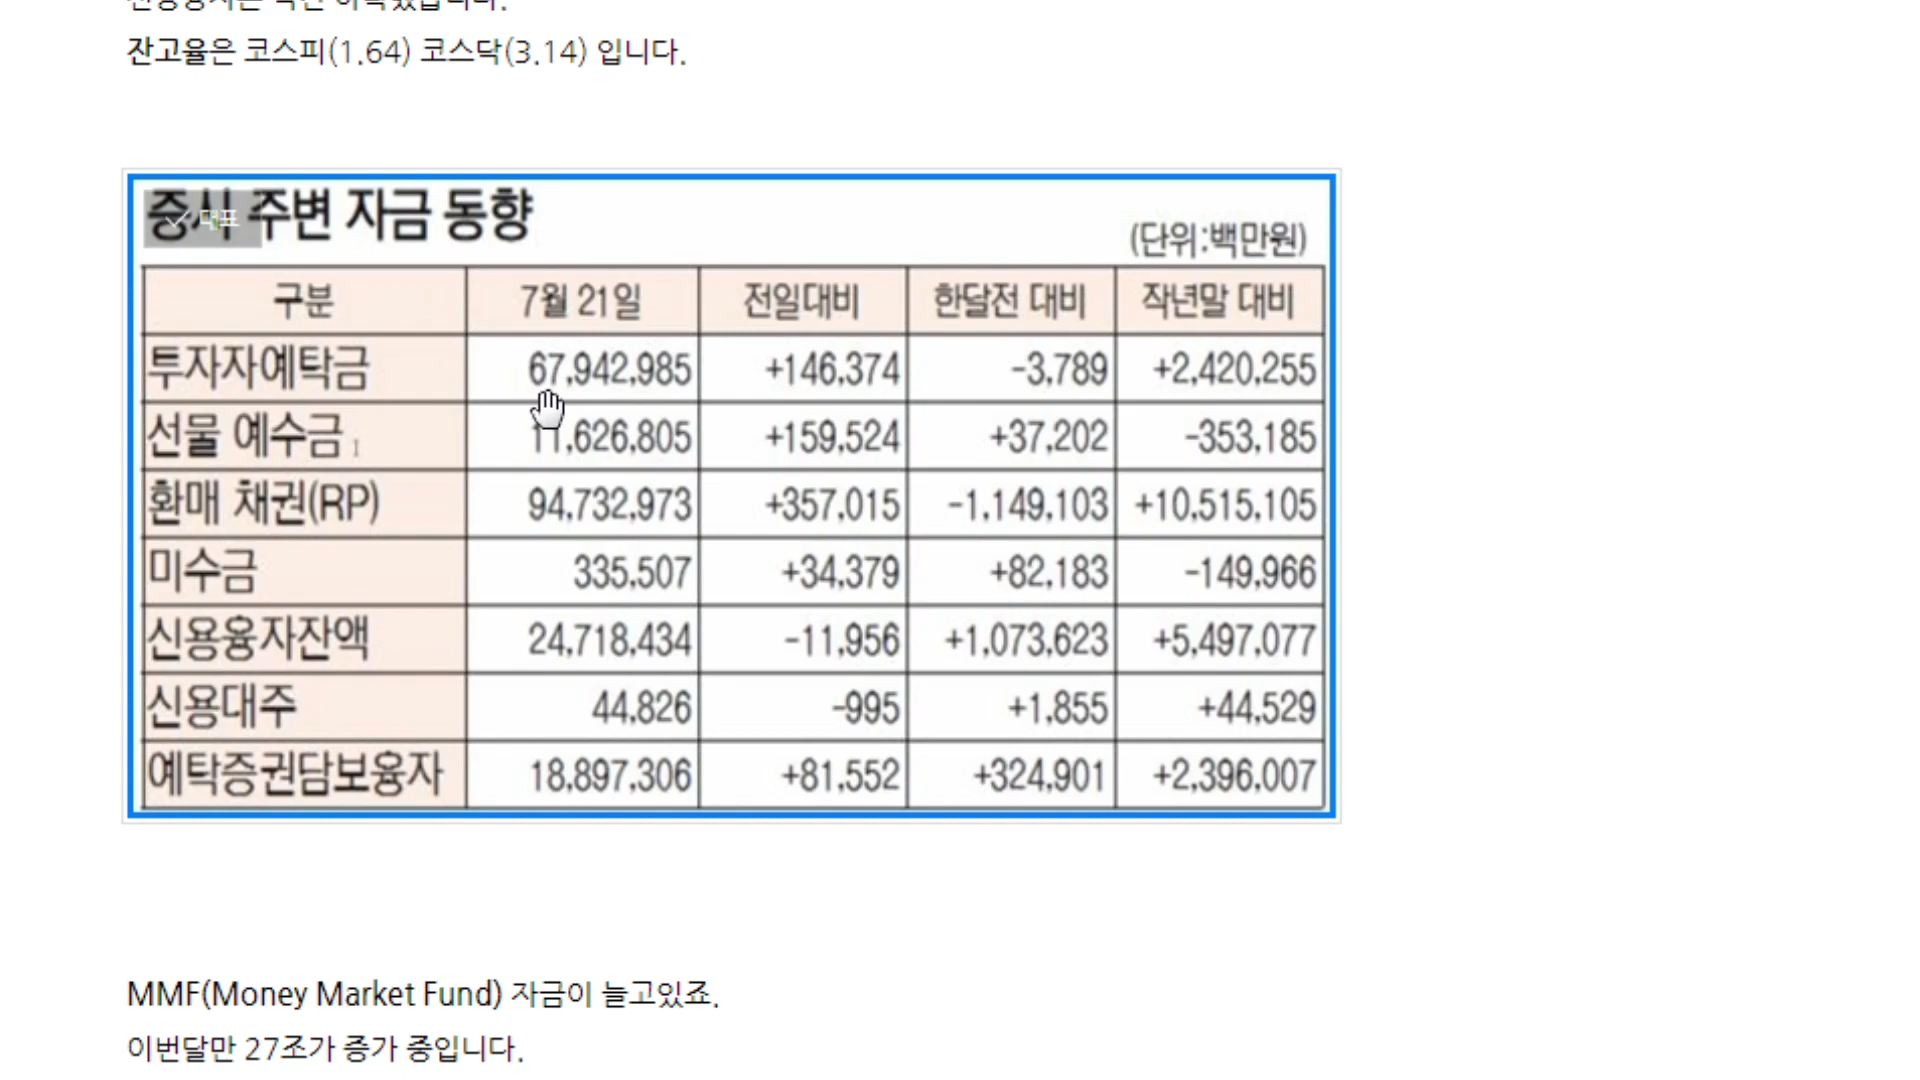 잔고율은 코스피(1.64) 코스닥(3.14) 입니다.
증시 주변 자금 동향
대표
(단위:백만원)
구분 7월 21일 전일대비 한달전 대비 작년말 대비
투자자예탁금 67,942,985 +146,374 -3,789 +2,420,255
선물 예수금 11,626,805 +159,524 +37,202 -353,185
환매 채권(RP) 94,732,973 +357,015 -1,149,103 +10,515,105
미수금 335,507 +34,379 +82,183 -149,966
신용융자잔액 24,718,434 -11,956 +1,073,623 +5,497,077
신용대주 44,826 -995 +1,855 +44,529
예탁증권담보융자 18,897,306 +81,552 +324,901 +2,396,007
MMF(Money Market Fund) 자금이 늘고있죠.
이번달만 27조가 증가 중입니다.